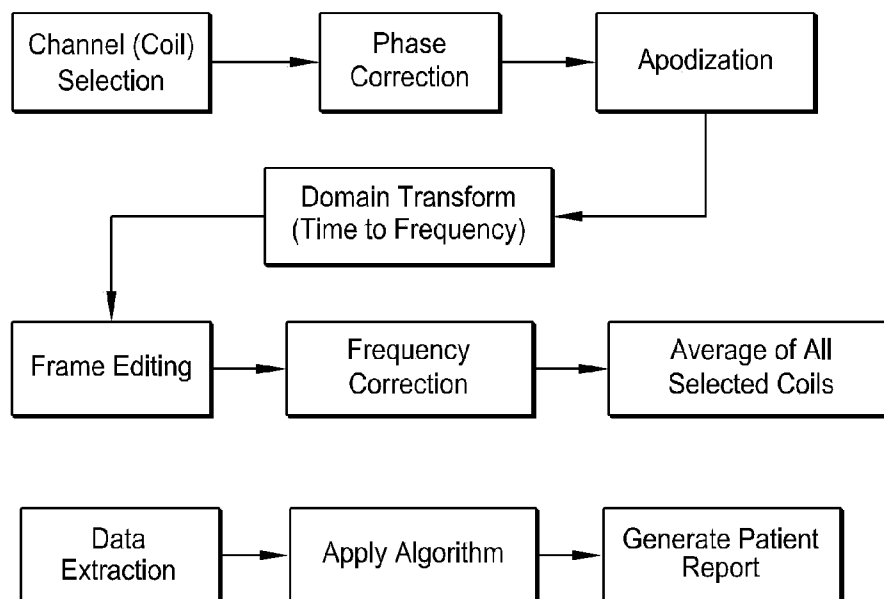 Channel (Coil)
Selection
Phase
Correction
Apodization
Domain Transform
(Time to Frequency)
Frame Editing
Frequency
Correction
Average of All
Selected Coils
Data
Extraction
Apply Algorithm
Generate Patient
Report